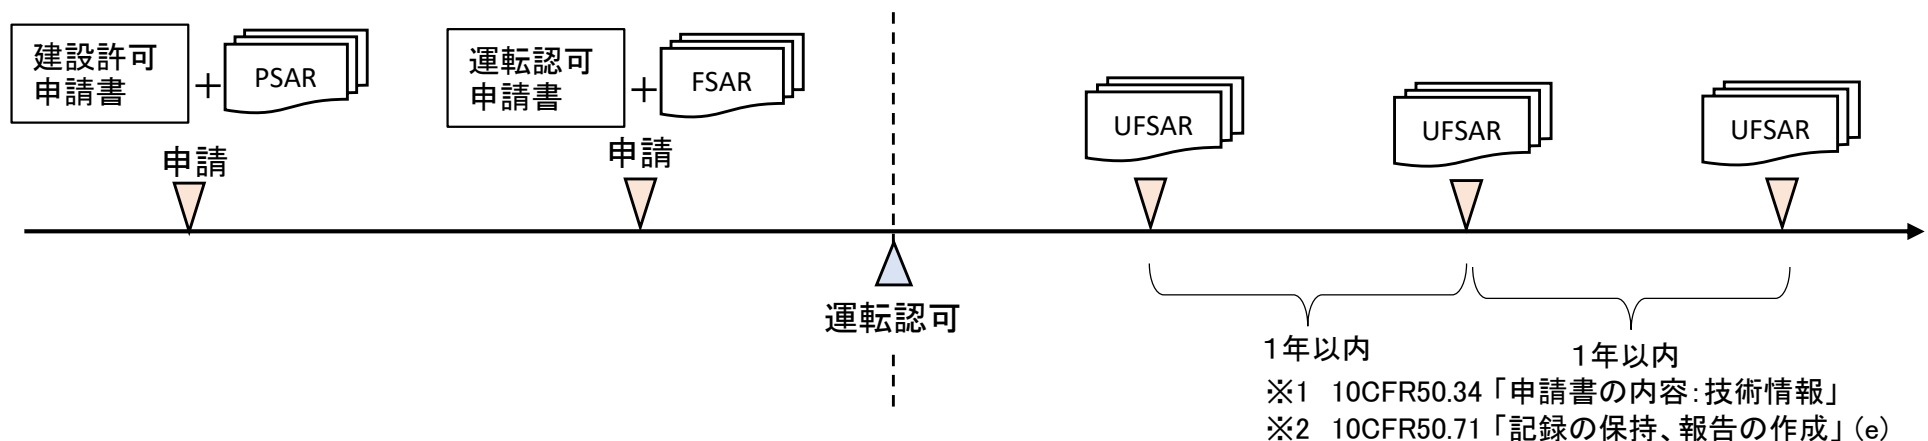 建設許可
申請書
+
PSAR
申請
運転認可
申請書
+
FSAR
申請
運転認可
UFSAR
UFSAR
UFSAR
1年以内
1年以内
※1 10CFR50.34「申請書の内容:技術情報」
※2 10CFR50.71「記録の保持、報告の作成」(e)